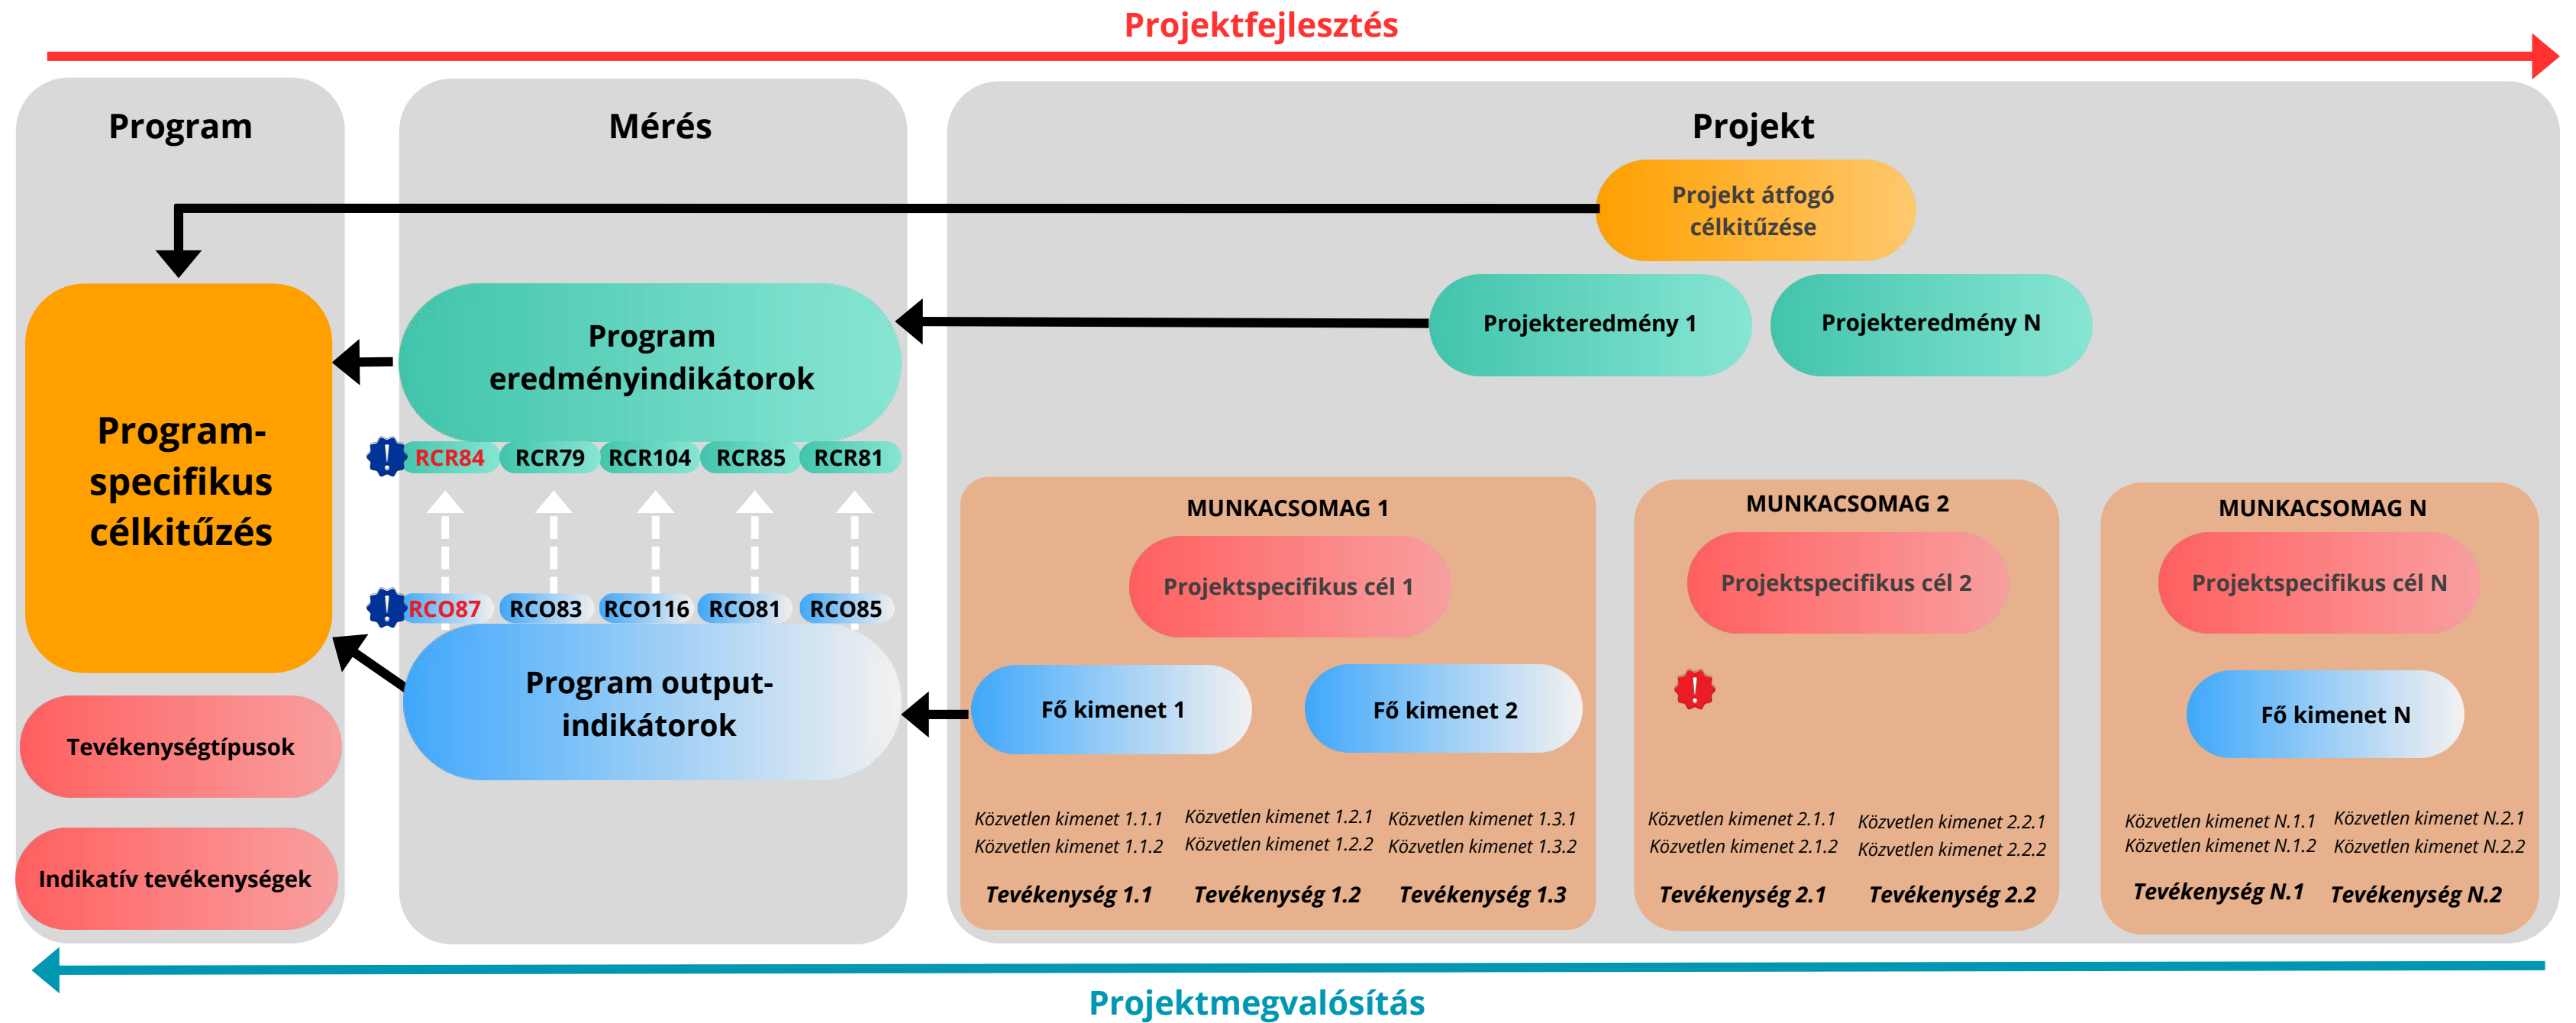 Projektfejlesztés
Program
Mérés
Projekt
Projekt átfogó
célkitűzése
Program
eredményindikátorok
Projekteredmény 1
Projekteredmény N
Program-
specifikus
célkitűzés
RCR84
RCR79
RCR104
RCR85
RCR81
RCO87
RCO83
RCO116
RCO81
RCO85
Program output-
indikátorok
Tevékenységtípusok
Indikatív tevékenységek
MUNKACSOMAG 1
Projektspecifikus cél 1
Fő kimenet 1
Fő kimenet 2
Közvetlen kimenet 1.1.1
Közvetlen kimenet 1.1.2
Közvetlen kimenet 1.2.1
Közvetlen kimenet 1.2.2
Közvetlen kimenet 1.3.1
Közvetlen kimenet 1.3.2
Tevékenység 1.1
Tevékenység 1.2
Tevékenység 1.3
MUNKACSOMAG 2
Projektspecifikus cél 2
Közvetlen kimenet 2.1.1
Közvetlen kimenet 2.1.2
Közvetlen kimenet 2.2.1
Közvetlen kimenet 2.2.2
Tevékenység 2.1
Tevékenység 2.2
MUNKACSOMAG N
Projektspecifikus cél N
Fő kimenet N
Közvetlen kimenet N.1.1
Közvetlen kimenet N.1.2
Közvetlen kimenet N.2.1
Közvetlen kimenet N.2.2
Tevékenység N.1
Tevékenység N.2
Projektmegvalósítás